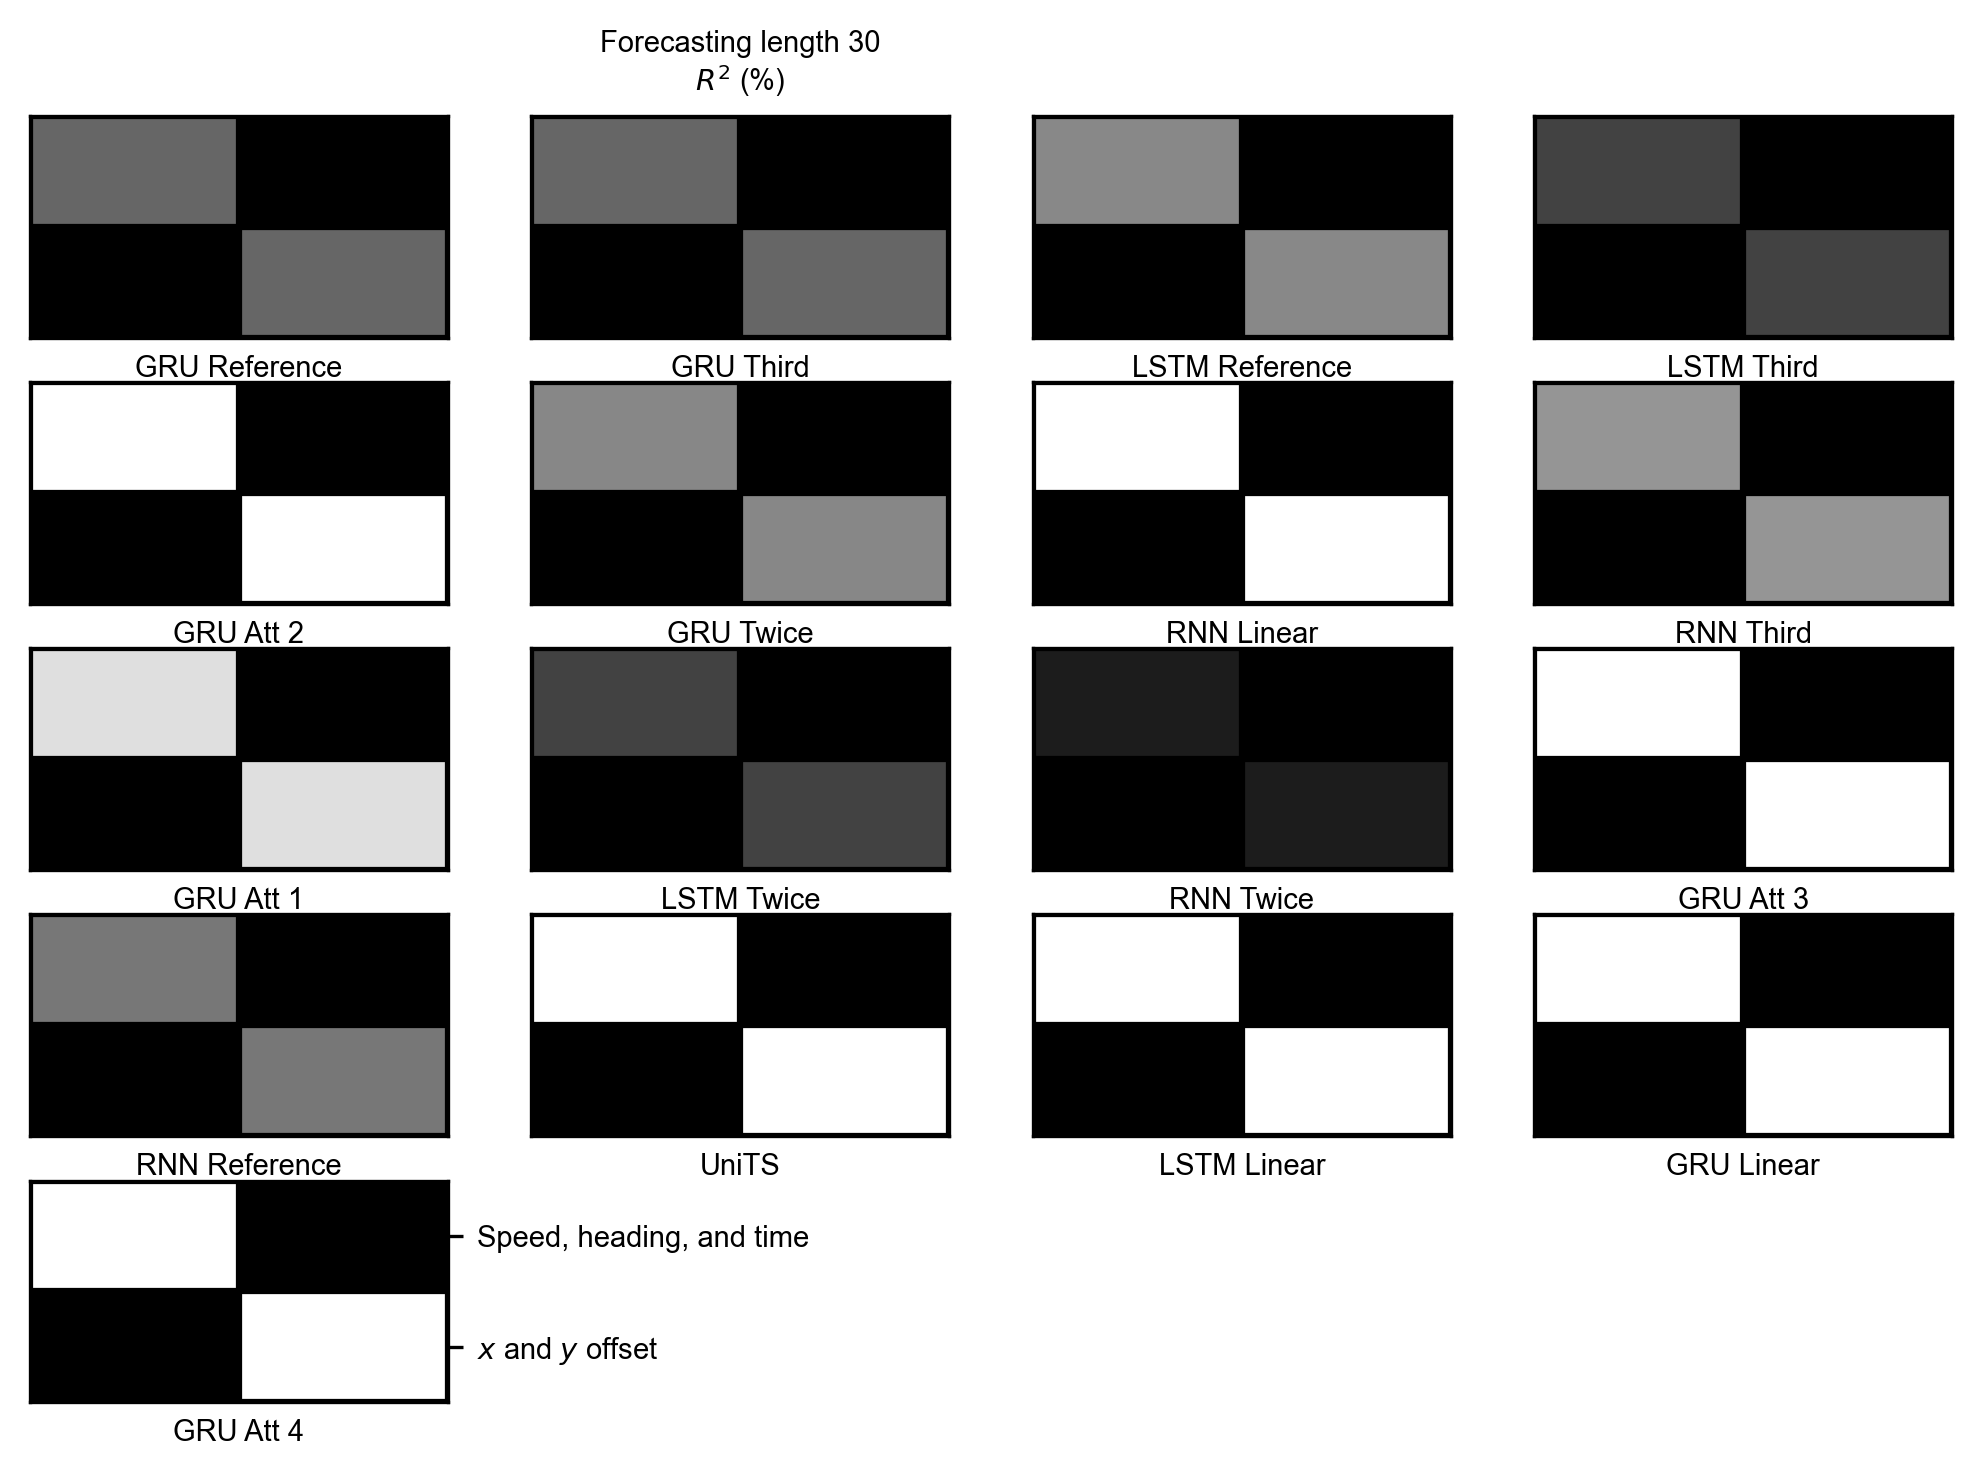 Forecasting length 30
R² (%)
GRU Reference
GRU Third
LSTM Reference
LSTM Third
GRU Att 2
GRU Twice
RNN Linear
RNN Third
GRU Att 1
LSTM Twice
RNN Twice
GRU Att 3
RNN Reference
UniTS
LSTM Linear
GRU Linear
Speed, heading, and time
x and y offset
GRU Att 4